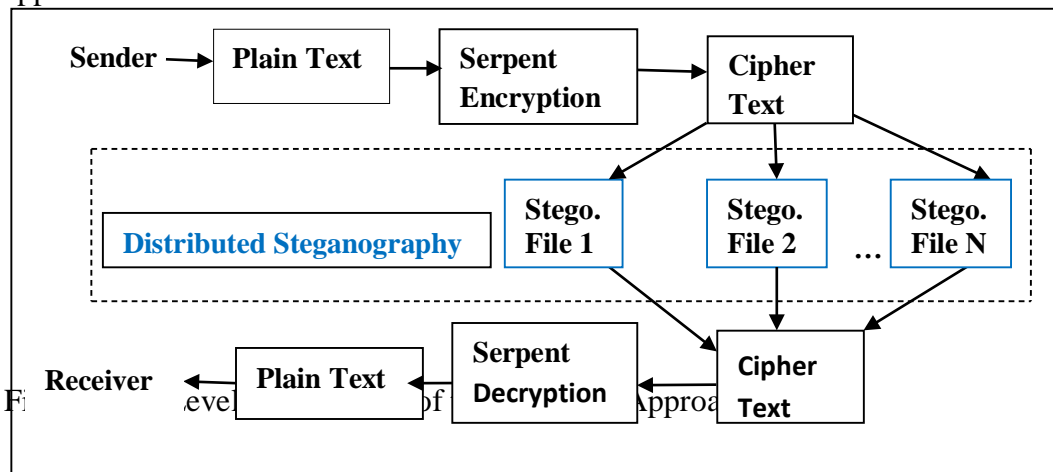 Sender
Plain Text
Serpent
Encryption
Cipher
Text
Distributed Steganography
Stego.
File 1
Stego.
File 2
...
Stego.
File N
Receiver
Plain Text
Serpent
Decryption
Cipher
Text
of